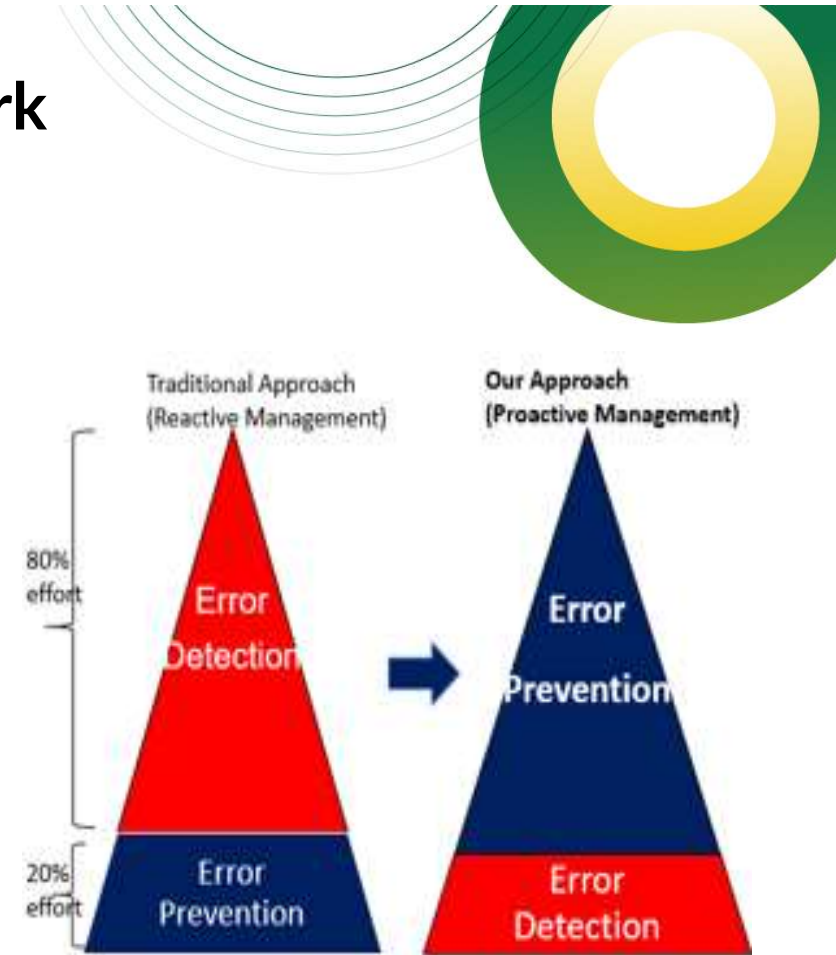 rk
Traditional Approach
(Reactive Management)
Our Approach
(Proactive Management)
80%
effort
Error
Detection
Error
Prevention
20%
effort
Error
Prevention
Error
Detection